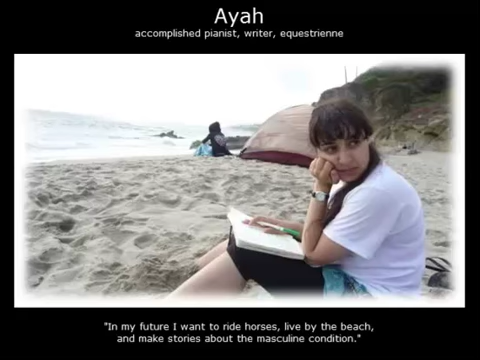 Ayah
accomplished pianist, writer, equestrienne
"In my future I want to ride horses, live by the beach,
and make stories about the masculine condition."